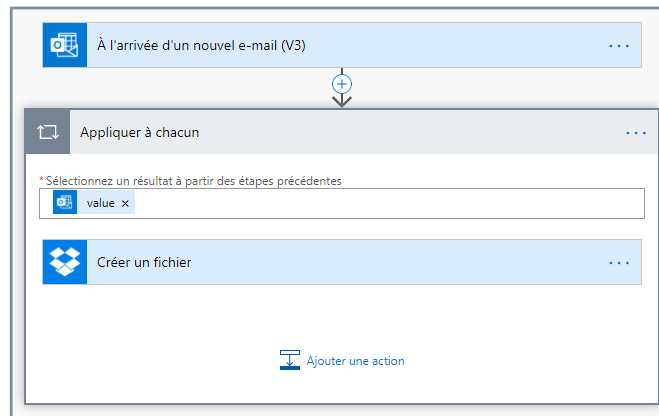 À l'arrivée d'un nouvel e-mail (V3)
Appliquer à chacun
* Sélectionnez un résultat à partir des étapes précédentes
value ×
Créer un fichier
Ajouter une action